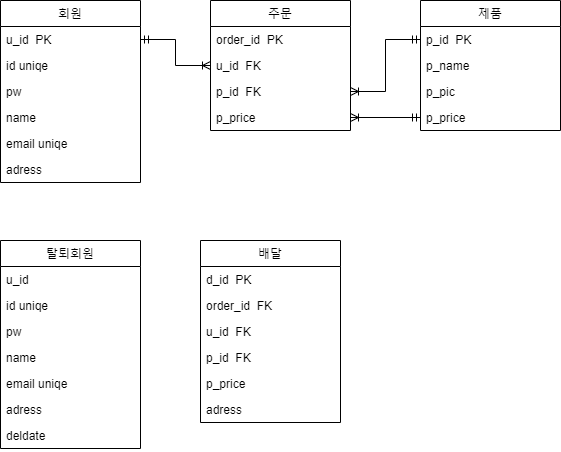 회원
u_id PK
id uniqe
pw
name
email uniqe
adress
주문
order_id PK
u_id FK
p_id FK
p_price
제품
p_id PK
p_name
p_pic
p_price
탈퇴회원
u_id
id uniqe
pw
name
email uniqe
adress
deldate
배달
d_id PK
order_id FK
u_id FK
p_id FK
p_price
adress